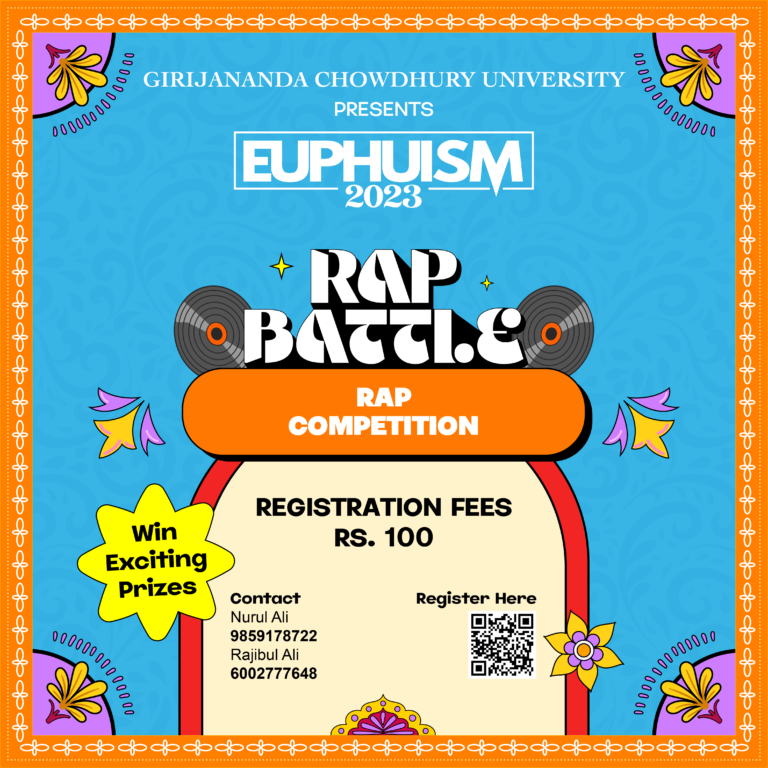 GIRIJANANDA CHOWDHURY UNIVERSITY
PRESENTS
EUPHUISM
2023
RAP
BATTLE
RAP
COMPETITION
REGISTRATION FEES
RS. 100
Win
Exciting
Prizes
Contact
Nurul Ali
9859178722
Rajibul Ali
6002777648
Register Here